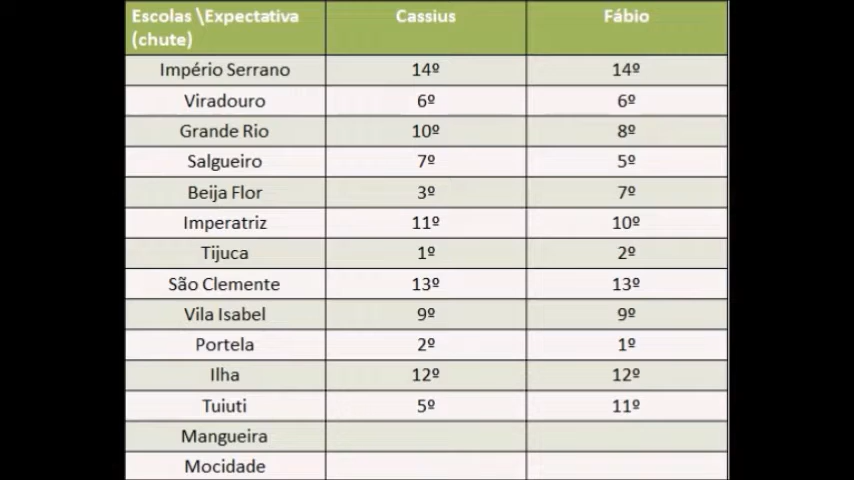 Escolas \Expectativa (chute) Cassius Fábio
Império Serrano 14º 14º
Viradouro 6º 6º
Grande Rio 10º 8º
Salgueiro 7º 5º
Beija Flor 3º 7º
Imperatriz 11º 10º
Tijuca 1º 2º
São Clemente 13º 13º
Vila Isabel 9º 9º
Portela 2º 1º
Ilha 12º 12º
Tuiuti 5º 11º
Mangueira
Mocidade